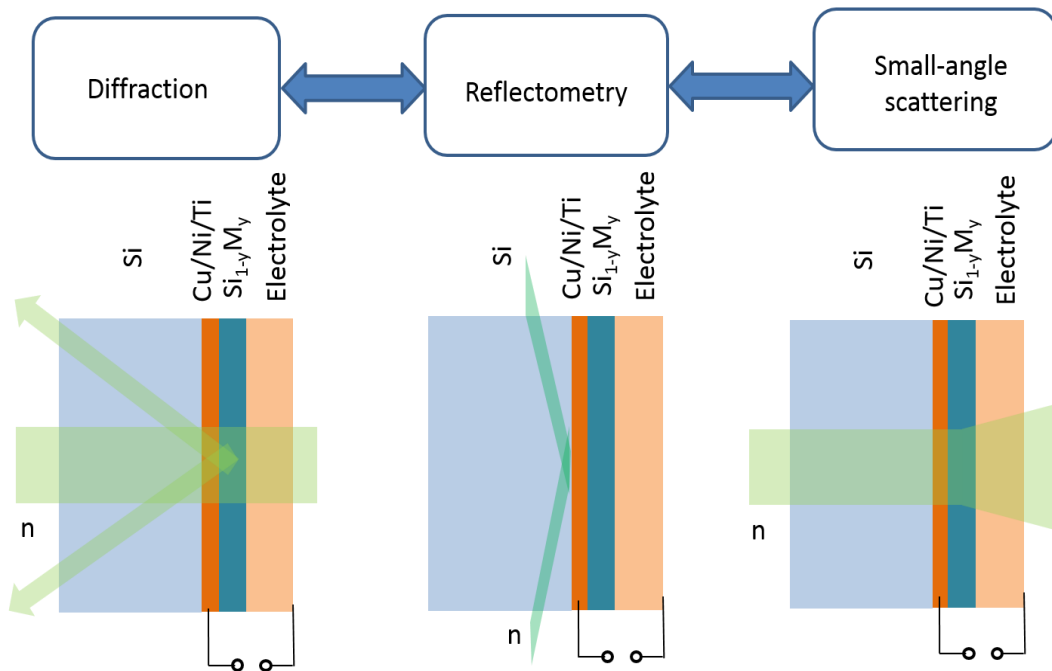 Diffraction
Reflectometry
Small-angle
scattering
Si
Cu/Ni/Ti
Si₁₋yMy
Electrolyte
n
Si
Cu/Ni/Ti
Si₁₋yMy
Electrolyte
n
Si
Cu/Ni/Ti
Si₁₋yMy
Electrolyte
n